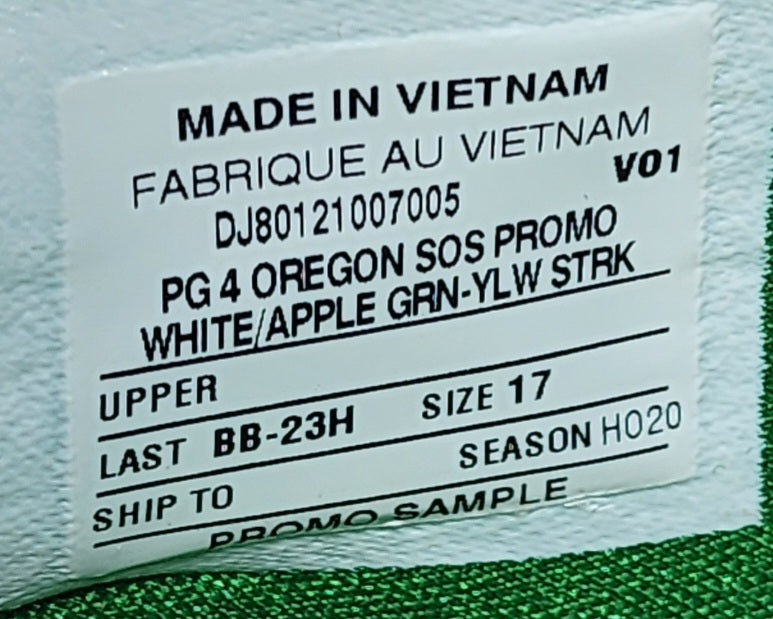 MADE IN VIETNAM
FABRIQUE AU VIETNAM
V01
DJ80121007005
PG 4 OREGON SOS PROMO
WHITE/APPLE GRN-YLW STRK
UPPER
LAST BB-23H SIZE 17
SHIP TO SEASON HO20
PROMO SAMPLE